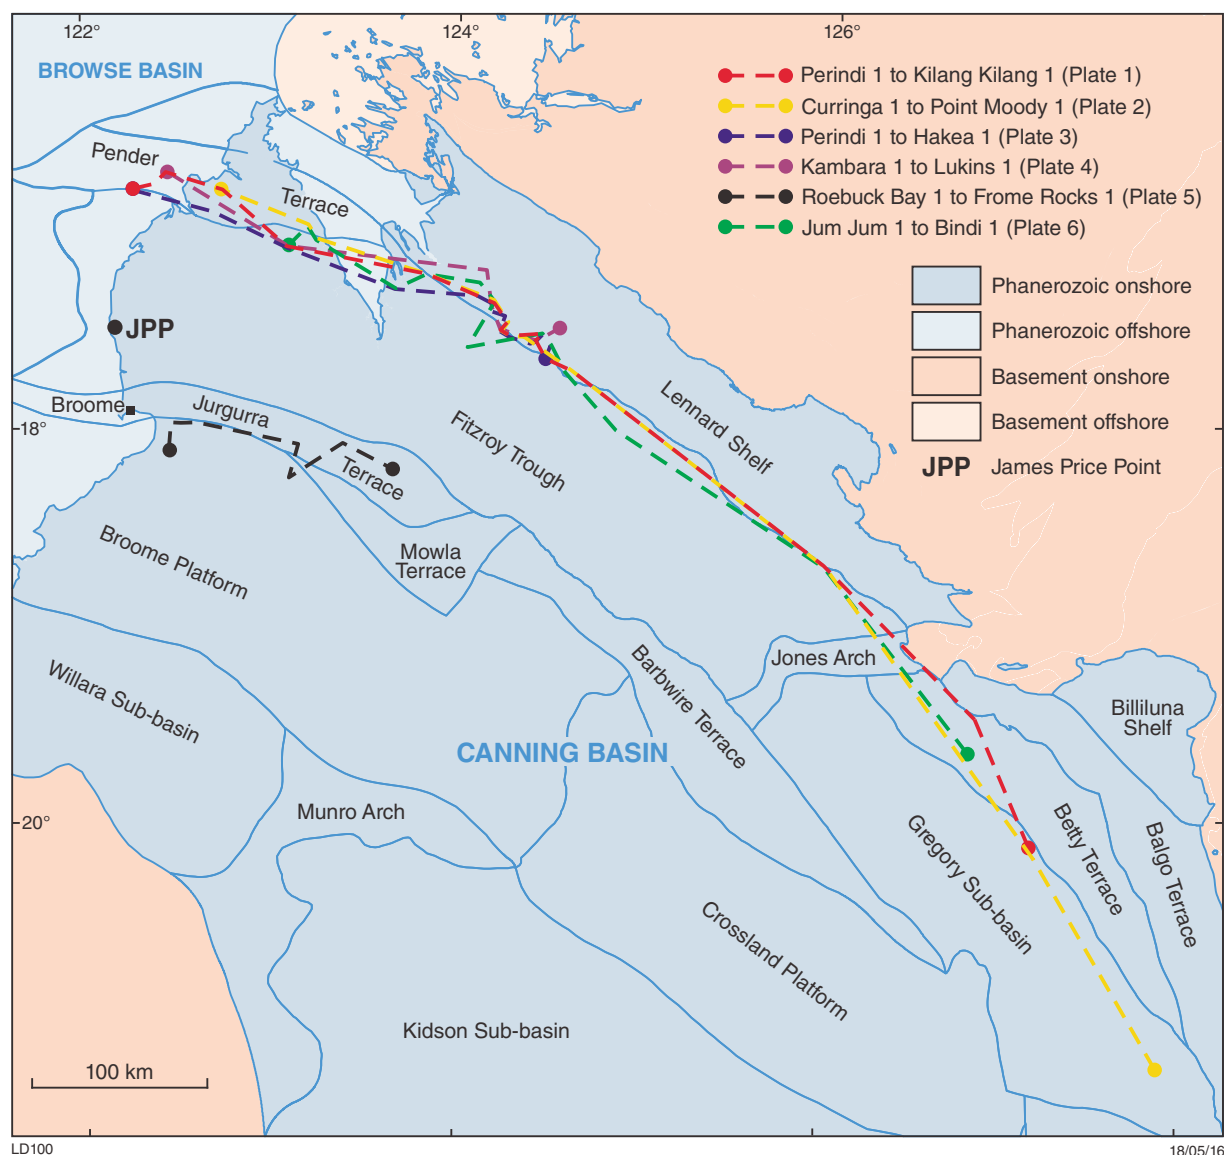 122°
124°
126°
BROWSE BASIN
Perindi 1 to Kilang Kilang 1 (Plate 1)
Curringa 1 to Point Moody 1 (Plate 2)
Perindi 1 to Hakea 1 (Plate 3)
Kambara 1 to Lukins 1 (Plate 4)
Roebuck Bay 1 to Frome Rocks 1 (Plate 5)
Jum Jum 1 to Bindi 1 (Plate 6)
Pender
Terrace
Phanerozoic onshore
Phanerozoic offshore
Basement onshore
Basement offshore
JPP James Price Point
JPP
Broome
Jurgurra
Terrace
18°
Lennard Shelf
Fitzroy Trough
Broome Platform
Mowla
Terrace
Jones Arch
Barbwire Terrace
Willara Sub-basin
Billiluna
Shelf
CANNING BASIN
Munro Arch
20°
Gregory Sub-basin
Betty Terrace
Balgo Terrace
Crossland Platform
Kidson Sub-basin
100 km
LD100
18/05/16